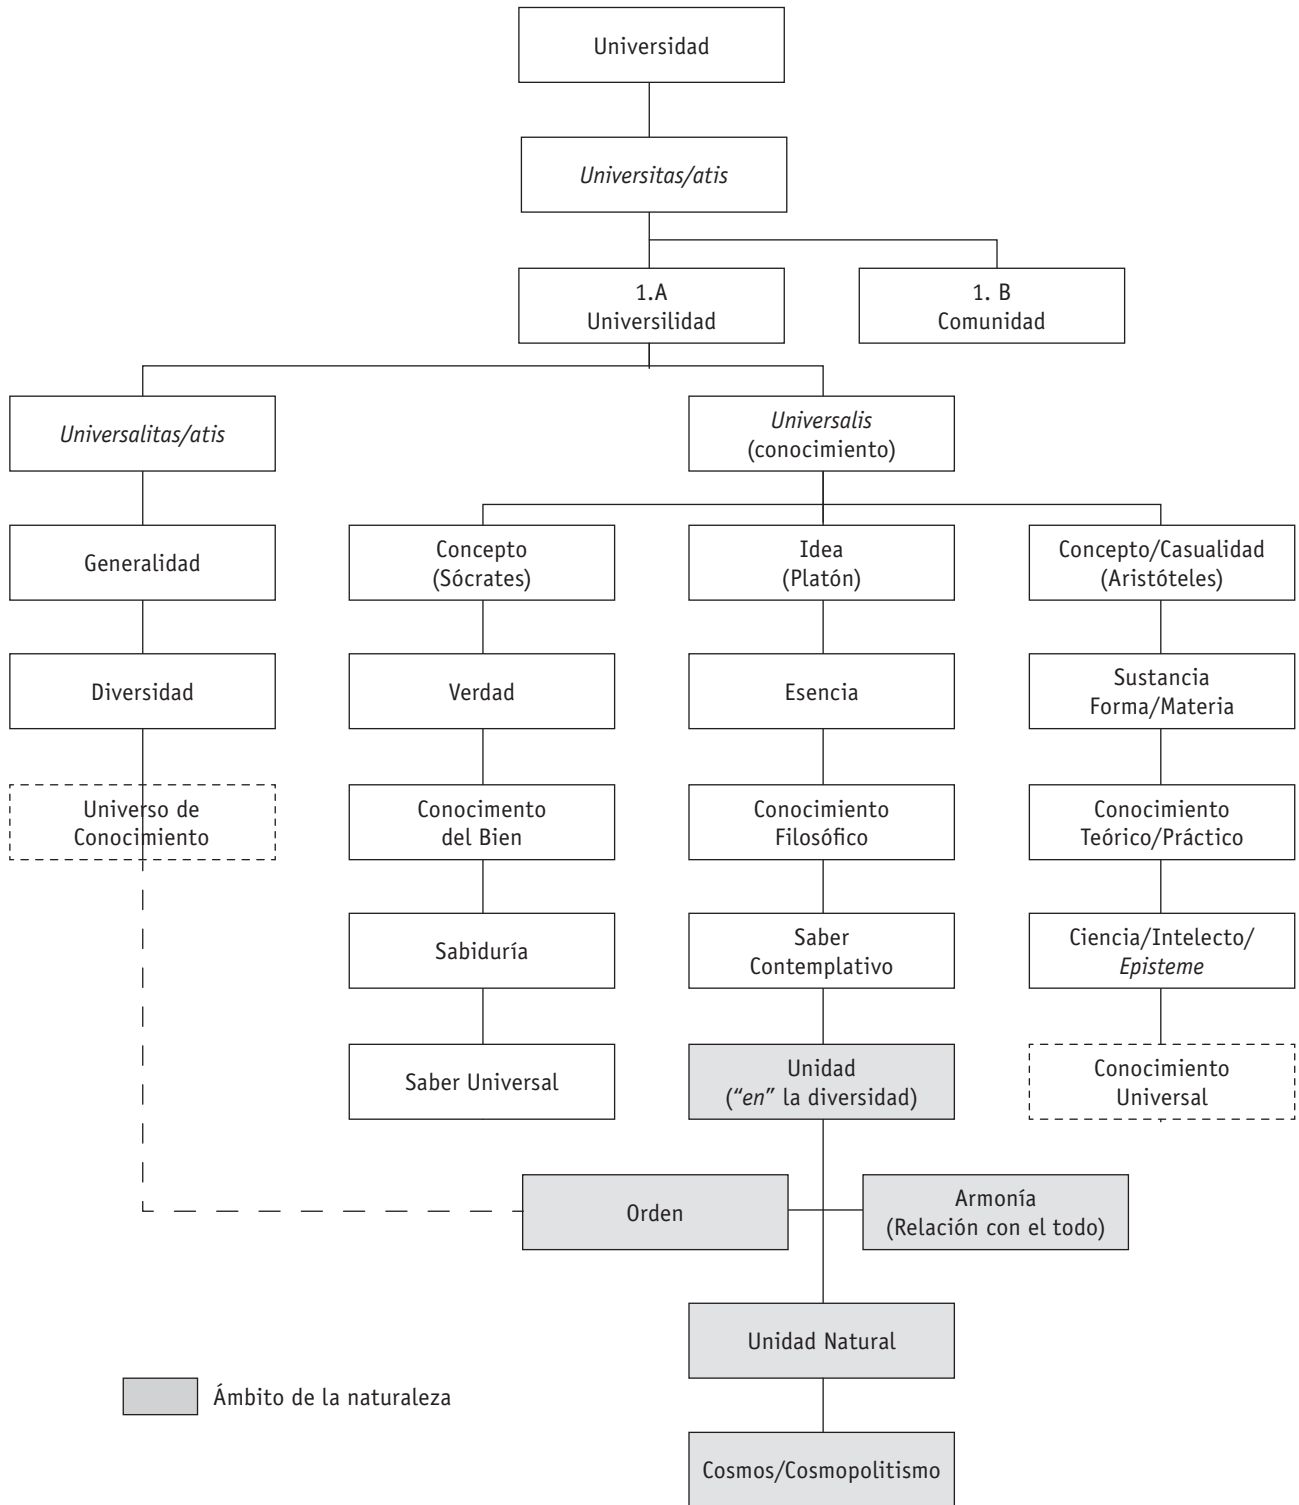 Universidad
Universitas/atis
1.A
Universilidad
1. B
Comunidad
Universalitas/atis
Universalis
(conocimiento)
Generalidad
Concepto
(Sócrates)
Idea
(Platón)
Concepto/Casualidad
(Aristóteles)
Diversidad
Verdad
Esencia
Sustancia
Forma/Materia
Universo de
Conocimiento
Conocimento
del Bien
Conocimiento
Filosófico
Conocimiento
Teórico/Práctico
Sabiduría
Saber
Contemplativo
Ciencia/Intelecto/
Episteme
Saber Universal
Unidad
(“en” la diversidad)
Conocimiento
Universal
Orden
Armonía
(Relación con el todo)
Unidad Natural
Ámbito de la naturaleza
Cosmos/Cosmopolitismo